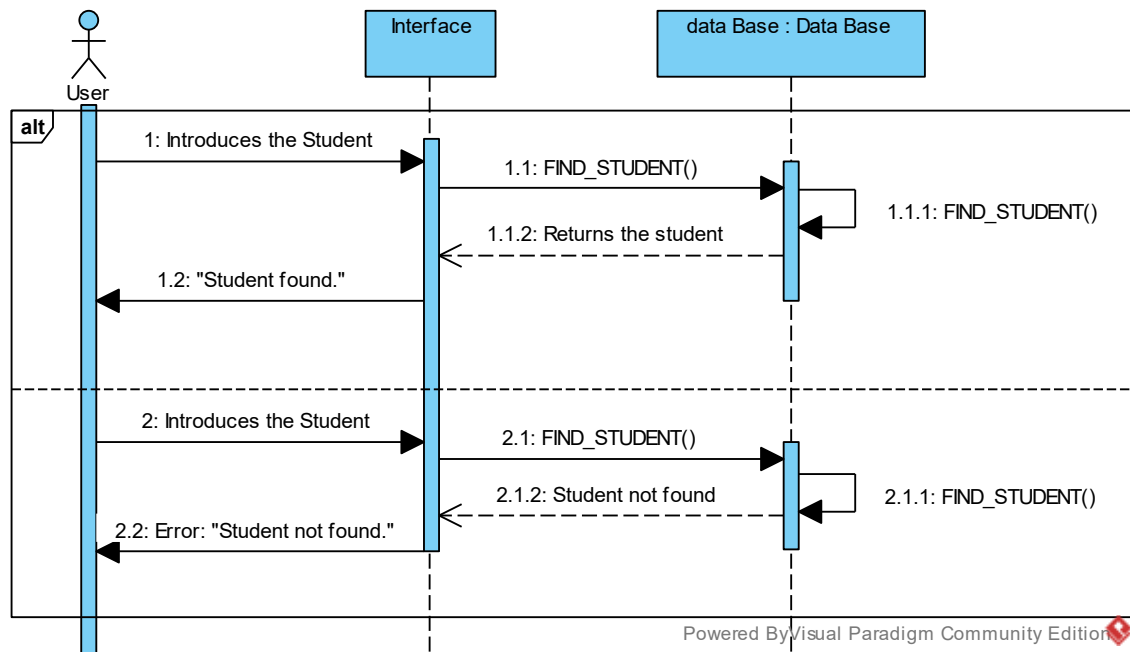 User
Interface
data Base : Data Base
alt
1: Introduces the Student
1.1: FIND_STUDENT()
1.1.1: FIND_STUDENT()
1.1.2: Returns the student
1.2: "Student found."
2: Introduces the Student
2.1: FIND_STUDENT()
2.1.1: FIND_STUDENT()
2.1.2: Student not found
2.2: Error: "Student not found."
Powered ByVisual Paradigm Community Edition